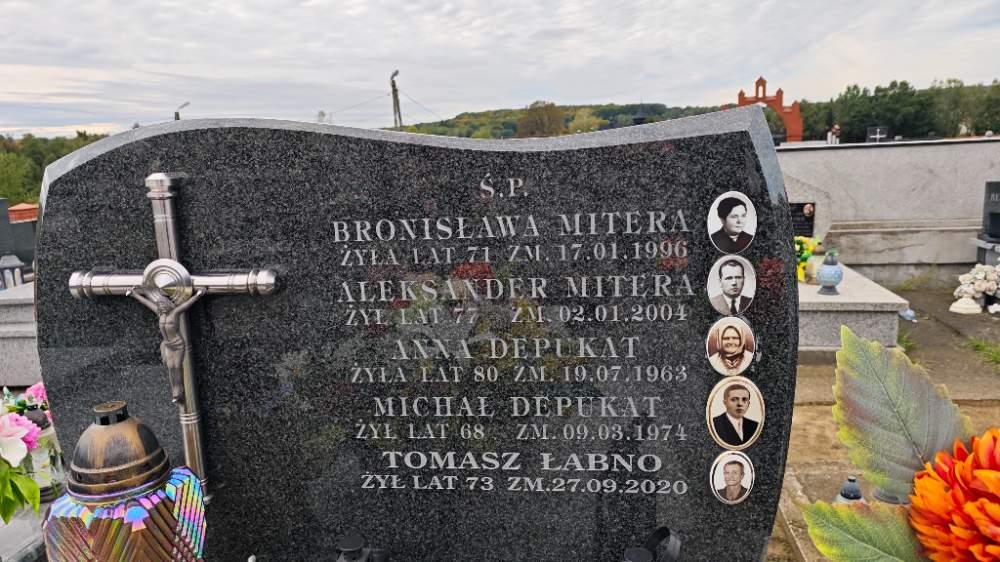 Ś.P.
BRONISŁAWA MITERA
ŻYŁA LAT 71 ZM. 17.01.1996
ALEKSANDER MITERA
ŻYŁ LAT 77 ZM. 02.01.2004
ANNA DEPUKAT
ŻYŁA LAT 80 ZM. 19.07.1963
MICHAŁ DEPUKAT
ŻYŁ LAT 68 ZM. 09.03.1974
TOMASZ ŁABNO
ŻYŁ LAT 73 ZM.27.09.2020